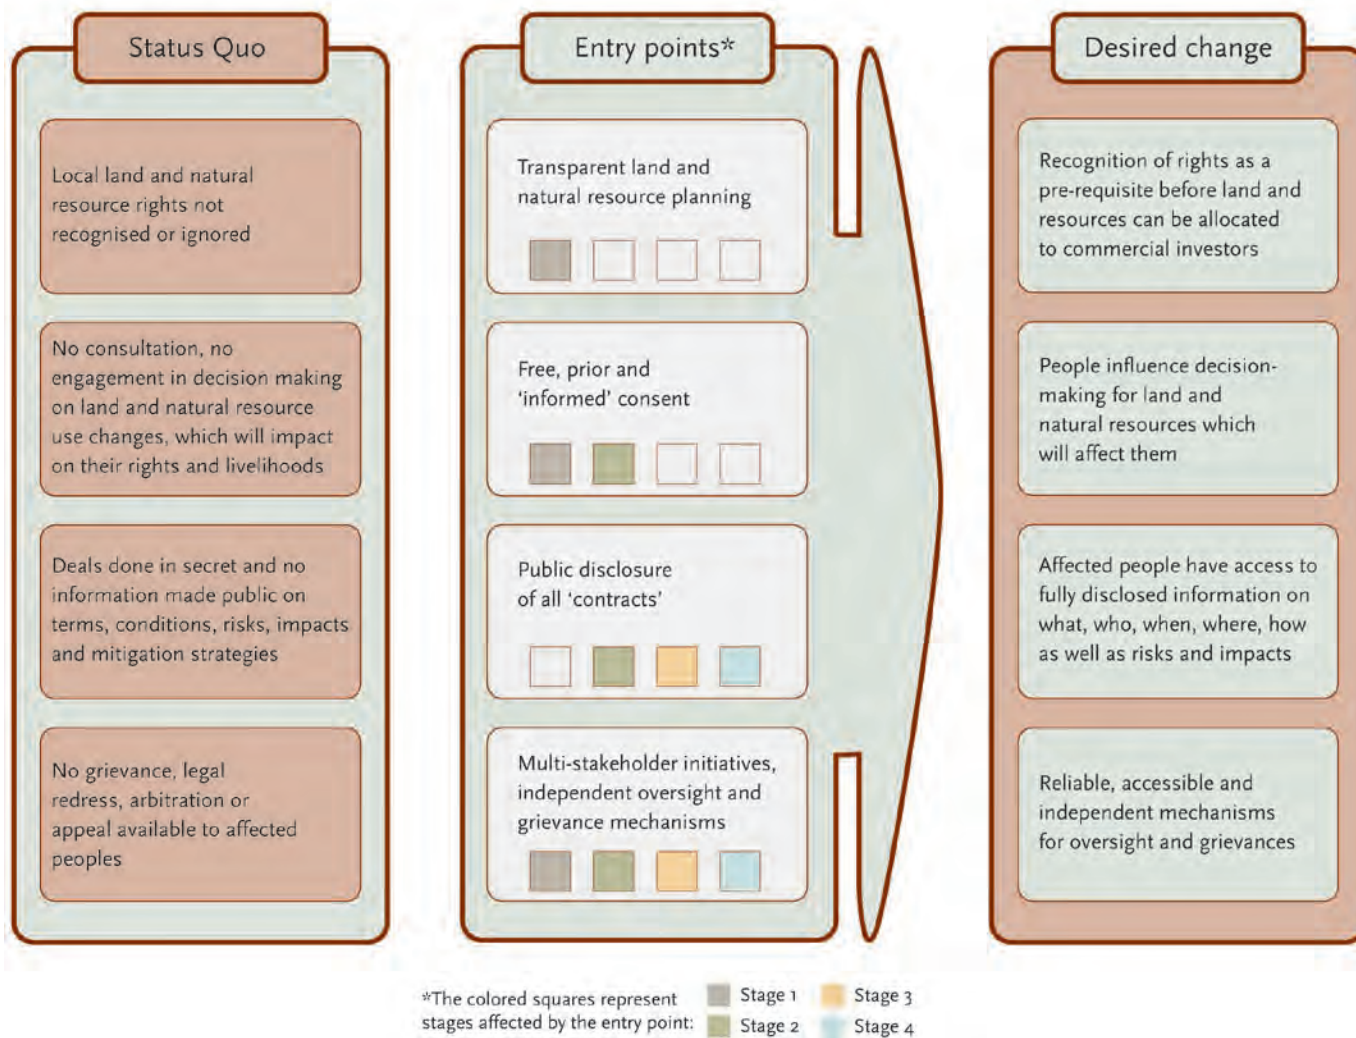 Status Quo
Local land and natural
resource rights not
recognised or ignored
No consultation, no
engagement in decision making
on land and natural resource
use changes, which will impact
on their rights and livelihoods
Deals done in secret and no
information made public on
terms, conditions, risks, impacts
and mitigation strategies
No grievance, legal
redress, arbitration or
appeal available to affected
peoples
Entry points*
Transparent land and
natural resource planning
Free, prior and
‘informed’ consent
Public disclosure
of all ‘contracts’
Multi-stakeholder initiatives,
independent oversight and
grievance mechanisms
Desired change
Recognition of rights as a
pre-requisite before land and
resources can be allocated
to commercial investors
People influence decision-
making for land and
natural resources which
will affect them
Affected people have access to
fully disclosed information on
what, who, when, where, how
as well as risks and impacts
Reliable, accessible and
independent mechanisms
for oversight and grievances
*The colored squares represent
stages affected by the entry point:
Stage 1
Stage 2
Stage 3
Stage 4